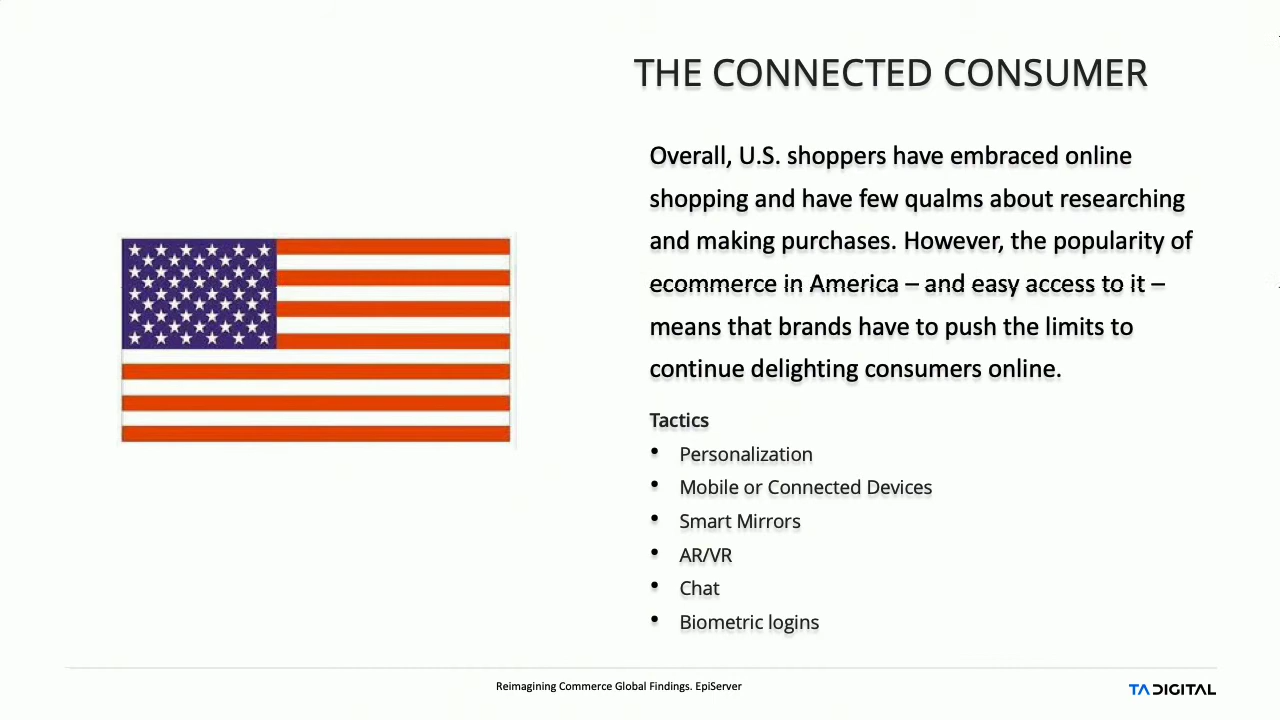 THE CONNECTED CONSUMER
Overall, U.S. shoppers have embraced online
shopping and have few qualms about researching
and making purchases. However, the popularity of
ecommerce in America – and easy access to it –
means that brands have to push the limits to
continue delighting consumers online.
Tactics
• Personalization
• Mobile or Connected Devices
• Smart Mirrors
• AR/VR
• Chat
• Biometric logins
Reimagining Commerce Global Findings. EpiServer
TA DIGITAL